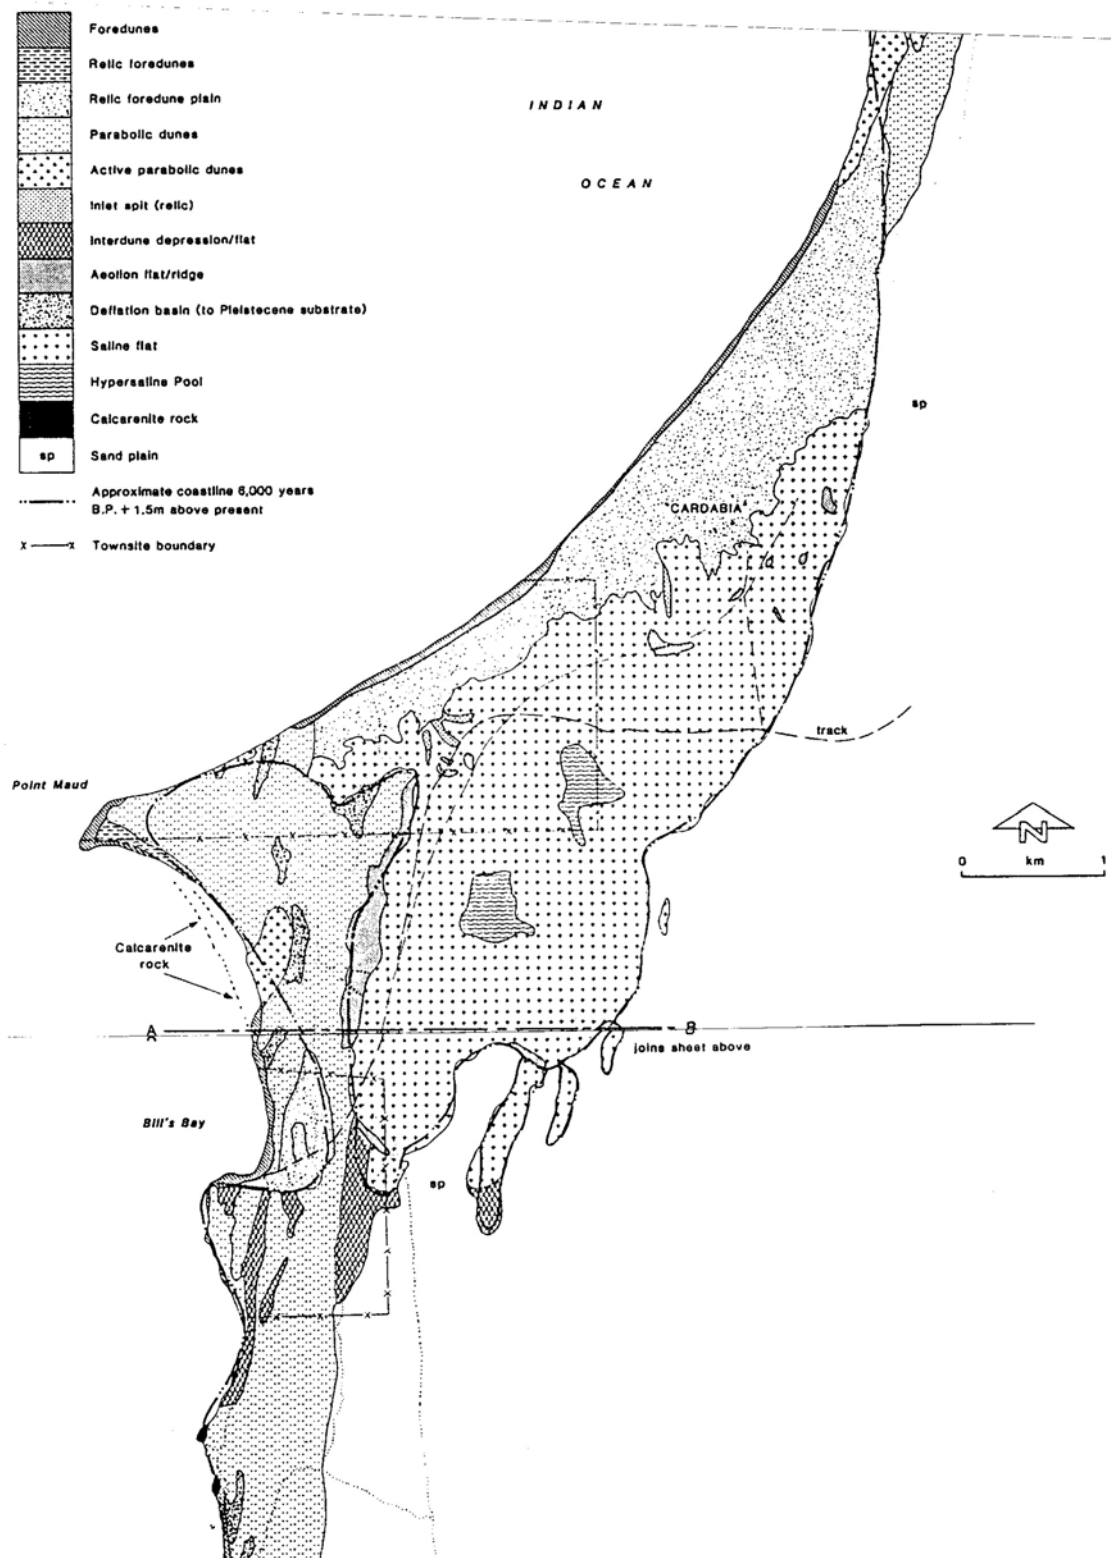 Foredunes
Relic foredunes
Relic foredune plain
Parabolic dunes
Active parabolic dunes
Inlet spit (relic)
Interdune depression/flat
Aeolion flat/ridge
Deflation basin (to Pleistecene substrate)
Saline flat
Hypersaline Pool
Calcarenite rock
sp Sand plain
Approximate coastline 6,000 years
B.P. + 1.5m above present
x x Townsite boundary
INDIAN
OCEAN
sp
"CARDABIA"
track
Point Maud
N
0 km 1
Calcarenite
rock
A B
A
joins sheet above
Bill's Bay
sp